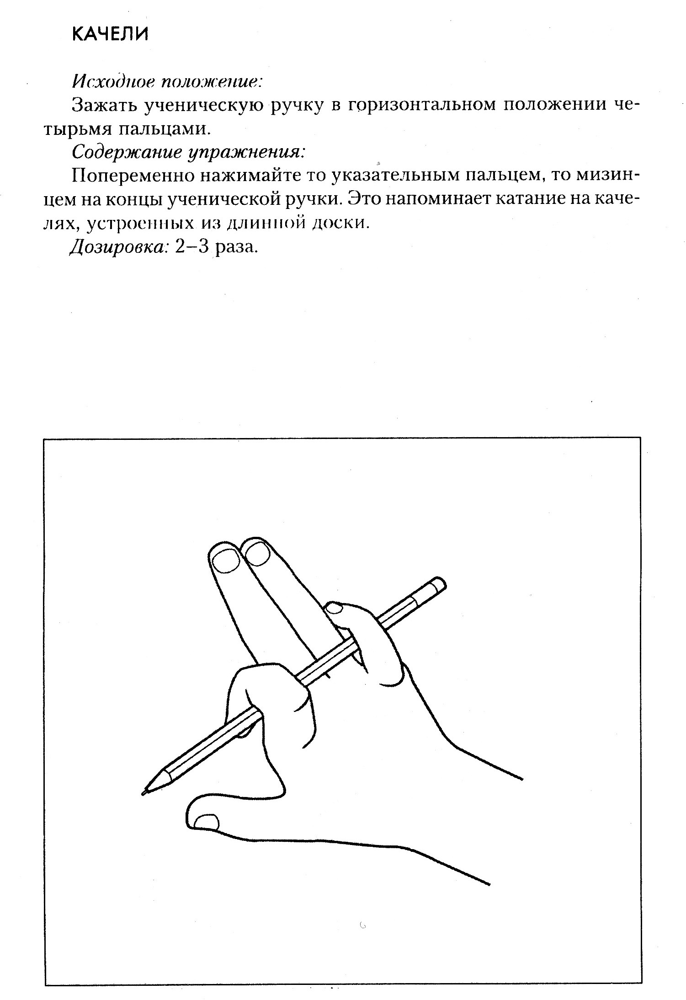 КАЧЕЛИ
Исходное положение:
Зажать ученическую ручку в горизонтальном положении че-
тырьмя пальцами.
Содержание упражнения:
Попеременно нажимайте то указательным пальцем, то мизин-
цем на концы ученической ручки. Это напоминает катание на каче-
лях, устроенных из длинной доски.
Дозировка: 2–3 раза.